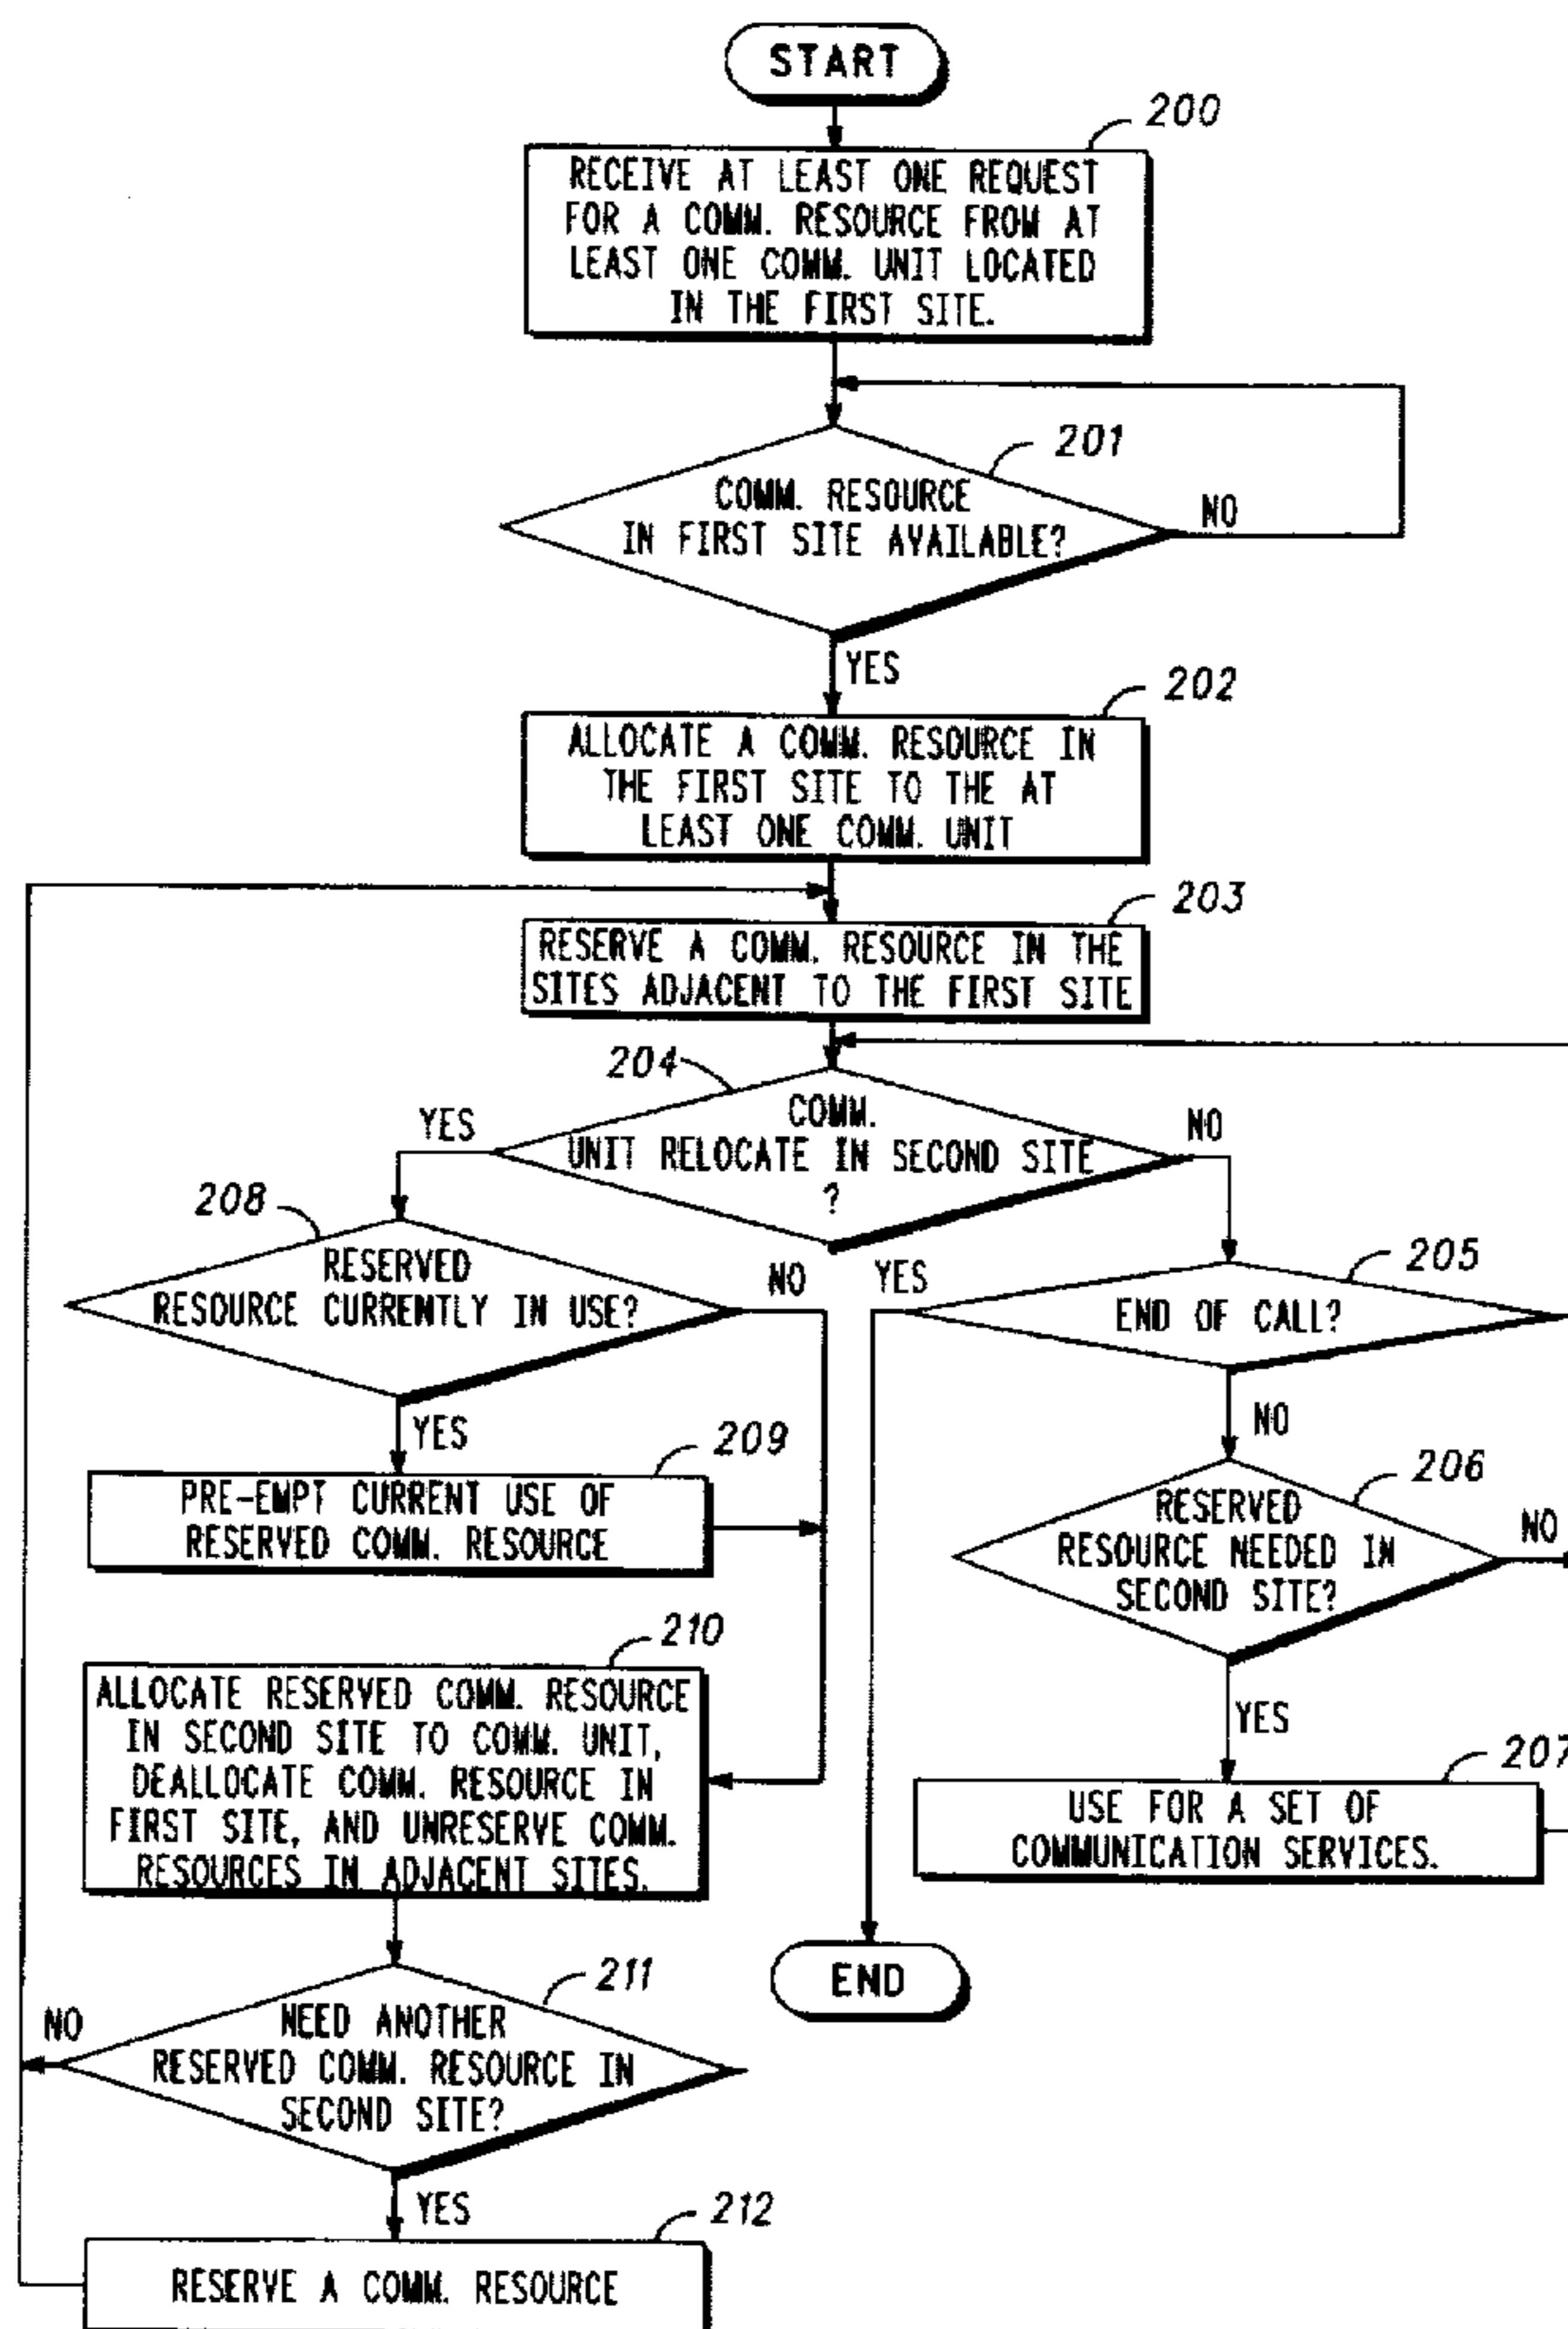 START
200
RECEIVE AT LEAST ONE REQUEST
FOR A COMM. RESOURCE FROM AT
LEAST ONE COMM. UNIT LOCATED
IN THE FIRST SITE.
201
COMM. RESOURCE
IN FIRST SITE AVAILABLE?
NO
YES
202
ALLOCATE A COMM. RESOURCE IN
THE FIRST SITE TO THE AT
LEAST ONE COMM. UNIT
203
RESERVE A COMM. RESOURCE IN THE
SITES ADJACENT TO THE FIRST SITE
204
COMM.
UNIT RELOCATE IN SECOND SITE
?
YES
NO
208
RESERVED
RESOURCE CURRENTLY IN USE?
NO
YES
205
END OF CALL?
YES
NO
209
PRE-EMPT CURRENT USE OF
RESERVED COMM. RESOURCE
206
RESERVED
RESOURCE NEEDED IN
SECOND SITE?
NO
YES
210
ALLOCATE RESERVED COMM. RESOURCE
IN SECOND SITE TO COMM. UNIT,
DEALLOCATE COMM. RESOURCE IN
FIRST SITE, AND UNRESERVE COMM.
RESOURCES IN ADJACENT SITES.
207
USE FOR A SET OF
COMMUNICATION SERVICES.
END
211
NEED ANOTHER
RESERVED COMM. RESOURCE IN
SECOND SITE?
NO
YES
212
RESERVE A COMM. RESOURCE